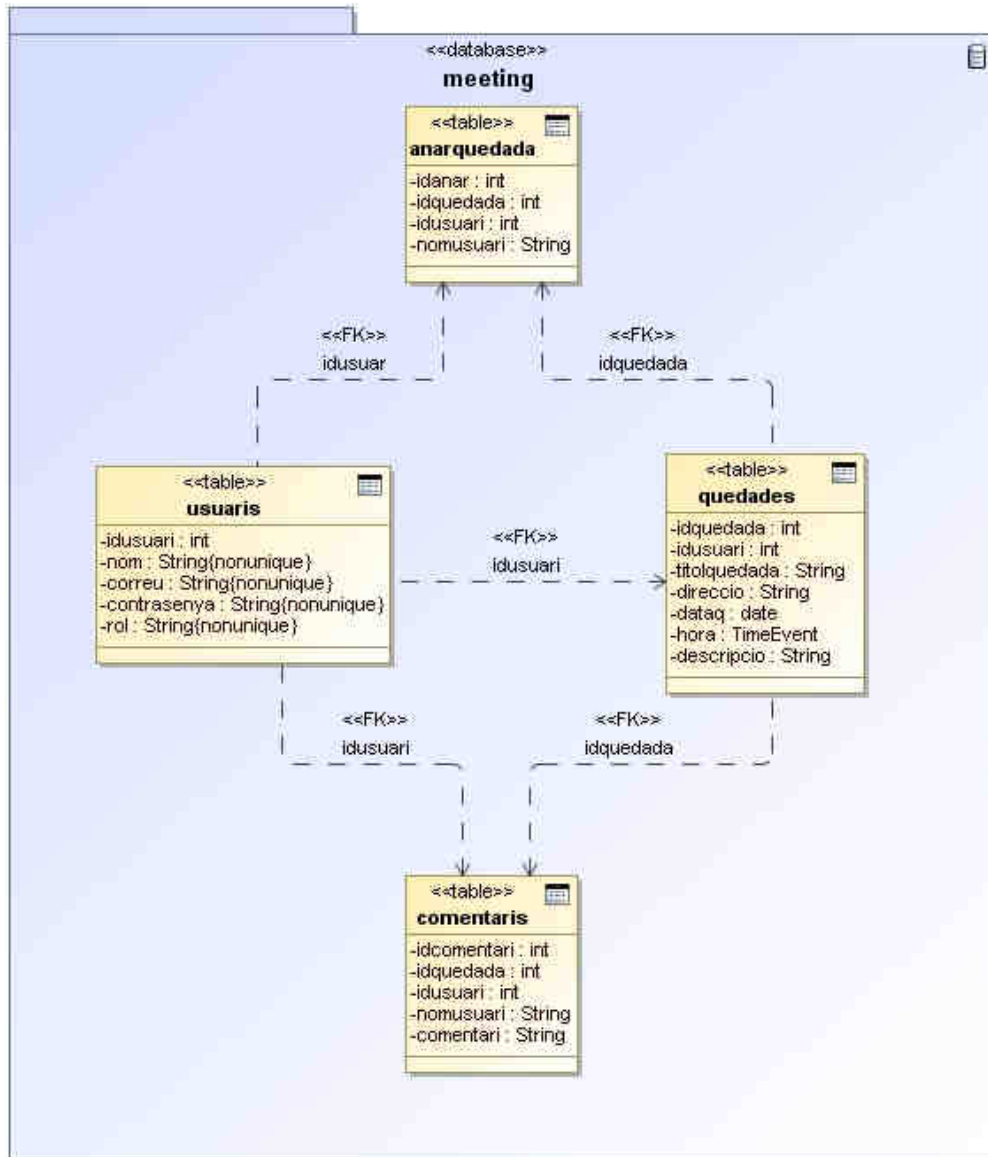 <<database>>
meeting
<<table>>
anarquedada
-idanar : int
-idquedada : int
-idusuari : int
-nomusuari : String
<<FK>>
idusuar
<<FK>>
idquedada
<<table>>
usuaris
-idusuari : int
-nom : String{nonunique}
-correu : String{nonunique}
-contrasenya : String{nonunique}
-rol : String{nonunique}
<<FK>>
idusuari
<<table>>
quedades
-idquedada : int
-idusuari : int
-titolquedada : String
-direccio : String
-dataq : date
-hora : TimeEvent
-descripcio : String
<<FK>>
idusuari
<<FK>>
idquedada
<<table>>
comentaris
-idcomentari : int
-idquedada : int
-idusuari : int
-nomusuari : String
-comentari : String